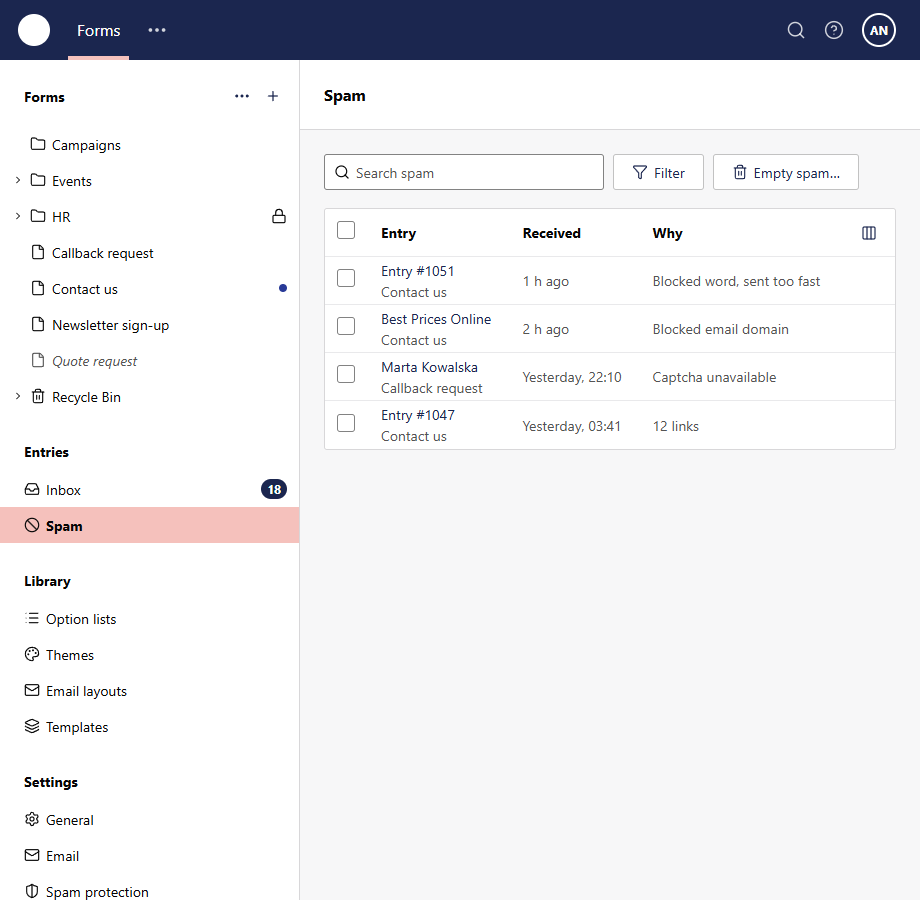 Forms
AN
Forms
Campaigns
Events
HR
Callback request
Contact us
Newsletter sign-up
Quote request
Recycle Bin
Entries
Inbox 18
Spam
Library
Option lists
Themes
Email layouts
Templates
Settings
General
Email
Spam protection
Spam
Search spam
Filter
Empty spam...
Entry Received Why
Entry #1051
Contact us
1 h ago
Blocked word, sent too fast
Best Prices Online
Contact us
2 h ago
Blocked email domain
Marta Kowalska
Callback request
Yesterday, 22:10
Captcha unavailable
Entry #1047
Contact us
Yesterday, 03:41
12 links